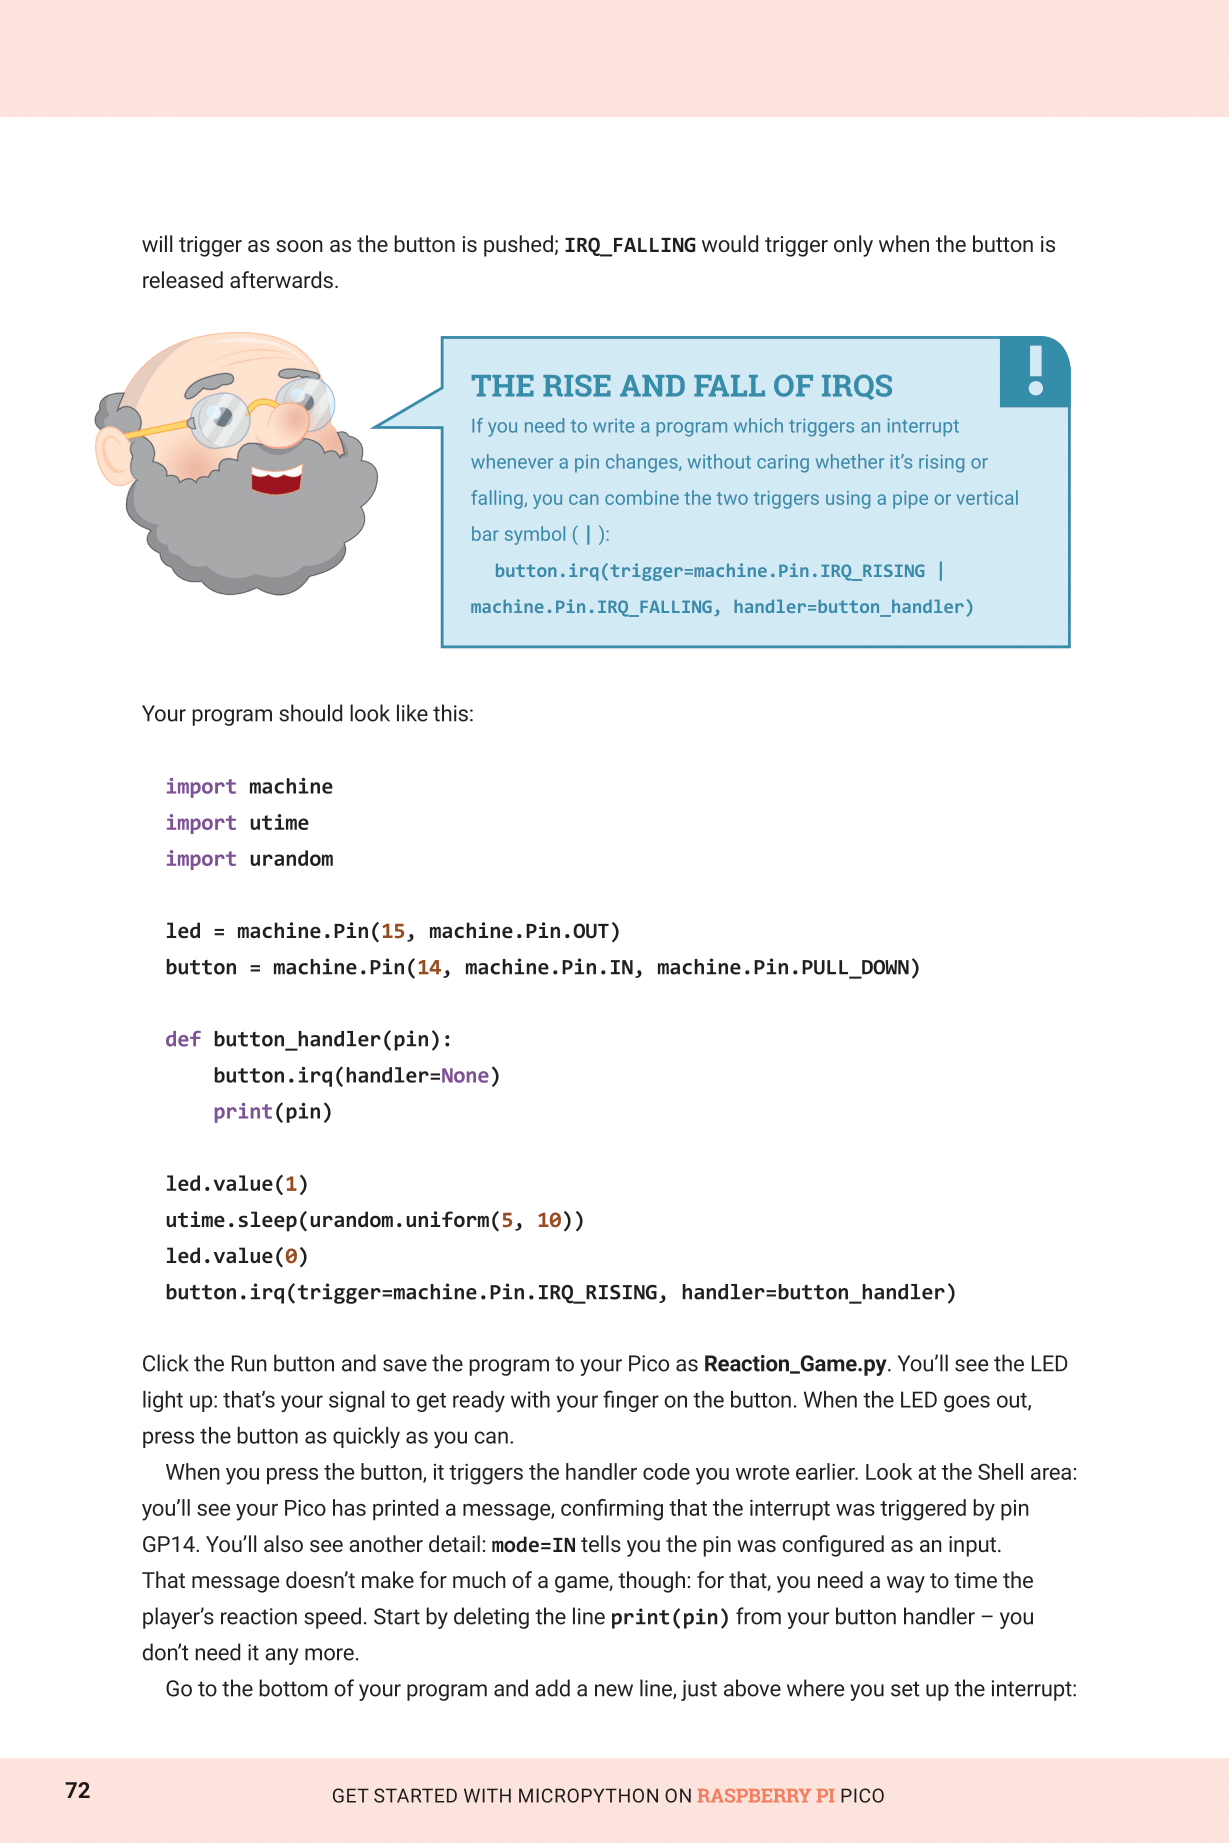 will trigger as soon as the button is pushed; IRQ_FALLING would trigger only when the button is
released afterwards.
THE RISE AND FALL OF IRQS
!
If you need to write a program which triggers an interrupt
whenever a pin changes, without caring whether it’s rising or
falling, you can combine the two triggers using a pipe or vertical
bar symbol ( | ):
button.irq(trigger=machine.Pin.IRQ_RISING |
machine.Pin.IRQ_FALLING, handler=button_handler)
Your program should look like this:
import machine
import utime
import urandom
led = machine.Pin(15, machine.Pin.OUT)
button = machine.Pin(14, machine.Pin.IN, machine.Pin.PULL_DOWN)
def button_handler(pin):
    button.irq(handler=None)
    print(pin)
led.value(1)
utime.sleep(urandom.uniform(5, 10))
led.value(0)
button.irq(trigger=machine.Pin.IRQ_RISING, handler=button_handler)
Click the Run button and save the program to your Pico as Reaction_Game.py. You’ll see the LED
light up: that’s your signal to get ready with your finger on the button. When the LED goes out,
press the button as quickly as you can.
When you press the button, it triggers the handler code you wrote earlier. Look at the Shell area:
you’ll see your Pico has printed a message, confirming that the interrupt was triggered by pin
GP14. You’ll also see another detail: mode=IN tells you the pin was configured as an input.
That message doesn’t make for much of a game, though: for that, you need a way to time the
player’s reaction speed. Start by deleting the line print(pin) from your button handler – you
don’t need it any more.
Go to the bottom of your program and add a new line, just above where you set up the interrupt:
72
GET STARTED WITH MICROPYTHON ON RASPBERRY PI PICO